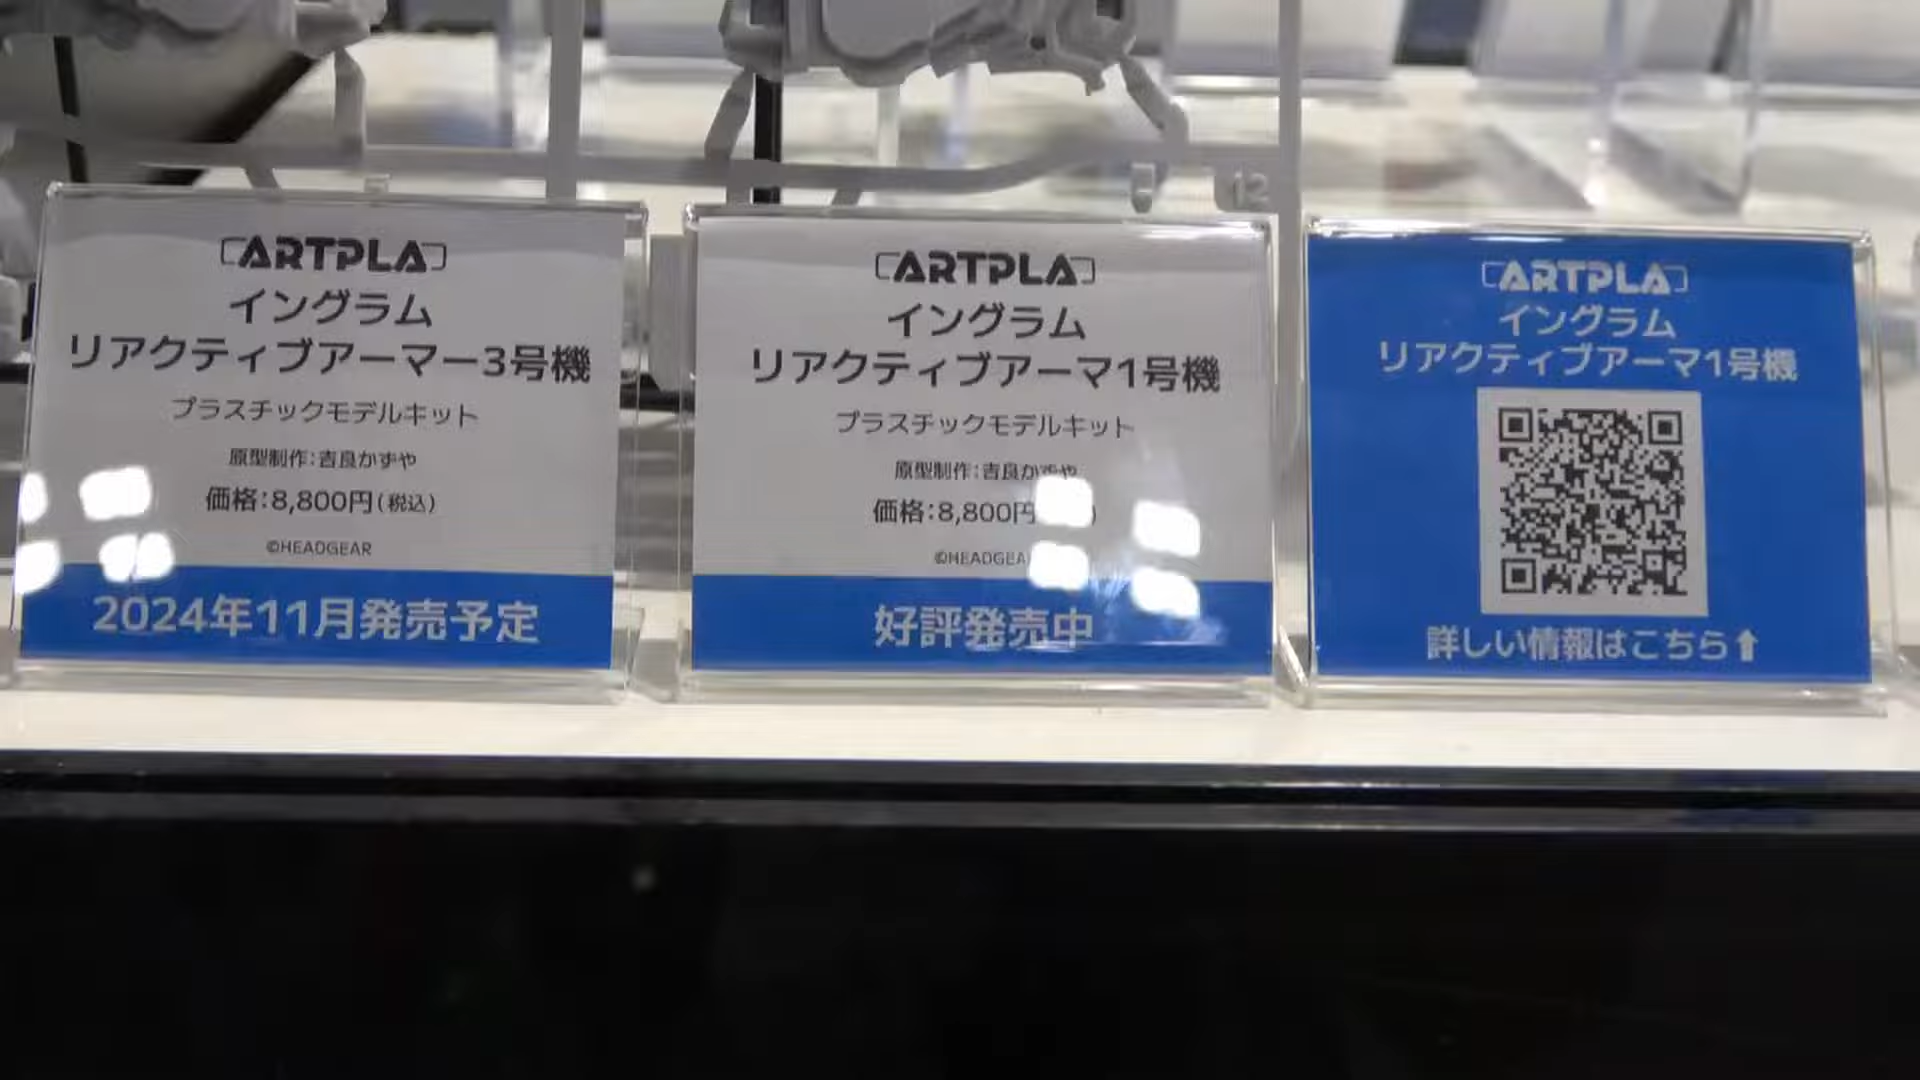 12
ARTPLA
イングラム
リアクティブアーマー3号機
プラスチックモデルキット
原型制作:吉良かずや
価格:8,800円(税込)
©HEADGEAR
2024年11月発売予定
ARTPLA
イングラム
リアクティブアーマ1号機
プラスチックモデルキット
原型制作:吉良かずや
価格:8,800円
©HEADGEA
好評発売中
ARTPLA
イングラム
リアクティブアーマ1号機
詳しい情報はこちら⬆